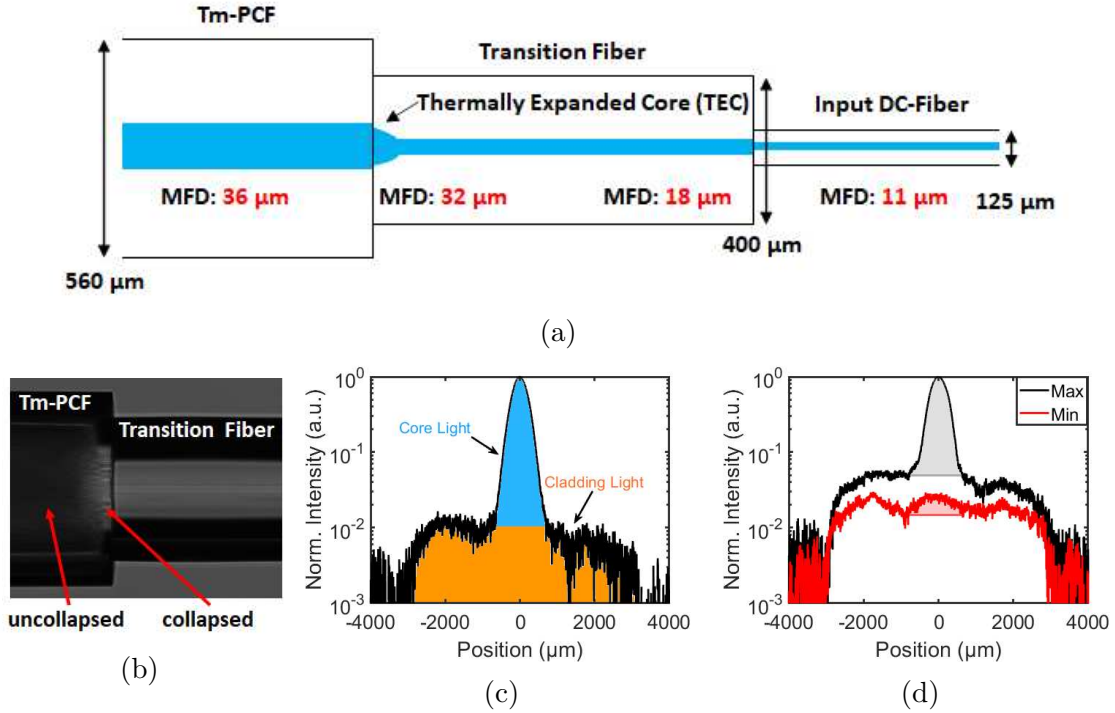 Tm-PCF
Transition Fiber
Thermally Expanded Core (TEC)
Input DC-Fiber
MFD: 36 μm
MFD: 32 μm
MFD: 18 μm
MFD: 11 μm
125 μm
400 μm
560 μm
(a)
Tm-PCF
Transition Fiber
uncollapsed
collapsed
(b)
10^0
10^-1
10^-2
10^-3
Norm. Intensity (a.u.)
Core Light
Cladding Light
-4000 -2000 0 2000 4000
Position (μm)
(c)
10^0
10^-1
10^-2
10^-3
Norm. Intensity (a.u.)
Max
Min
-4000 -2000 0 2000 4000
Position (μm)
(d)